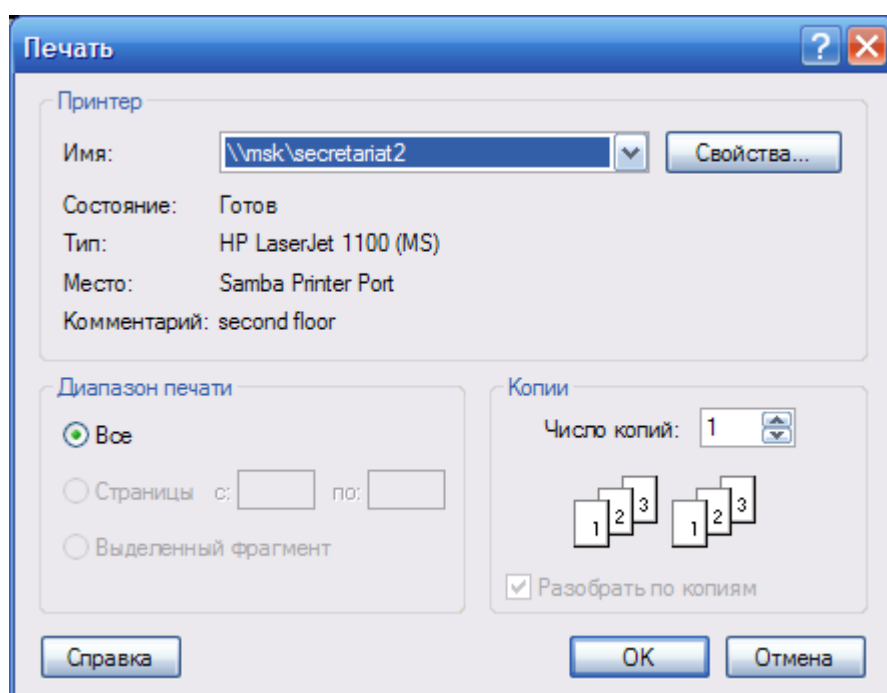 Печать
Принтер
Имя: \\msk\secretariat2 Свойства...
Состояние: Готов
Тип: HP LaserJet 1100 (MS)
Место: Samba Printer Port
Комментарий: second floor
Диапазон печати
Все
Страницы с: по:
Выделенный фрагмент
Копии
Число копий: 1
1 2 3 1 2 3
Разобрать по копиям
Справка OK Отмена